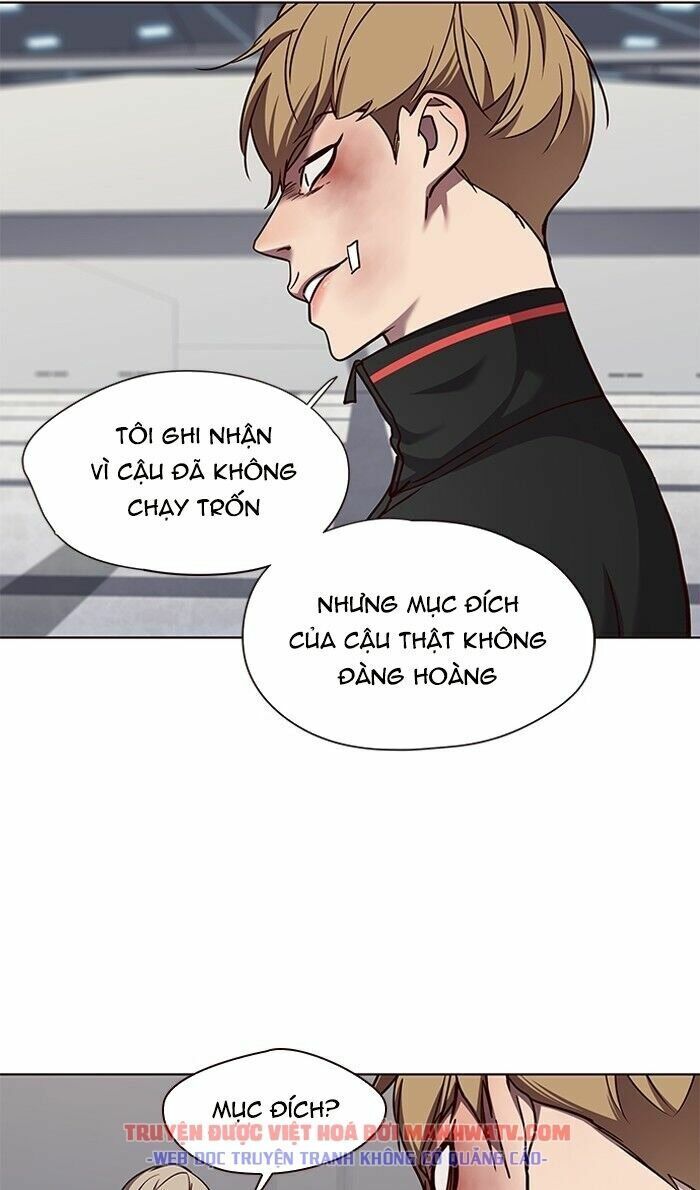 TÔI GHI NHẬN
VÌ CẬU ĐÃ KHÔNG
CHẠY TRỐN
NHƯNG MỤC ĐÍCH
CỦA CẬU THẬT KHÔNG
ĐÀNG HOÀNG
MỤC ĐÍCH?
TRUYỆN ĐƯỢC VIỆT HOÁ BỞI MANHWATV.COM
-WEB ĐỌC TRUYỆN TRANH KHÔNG CÓ QUẢNG CÁO-